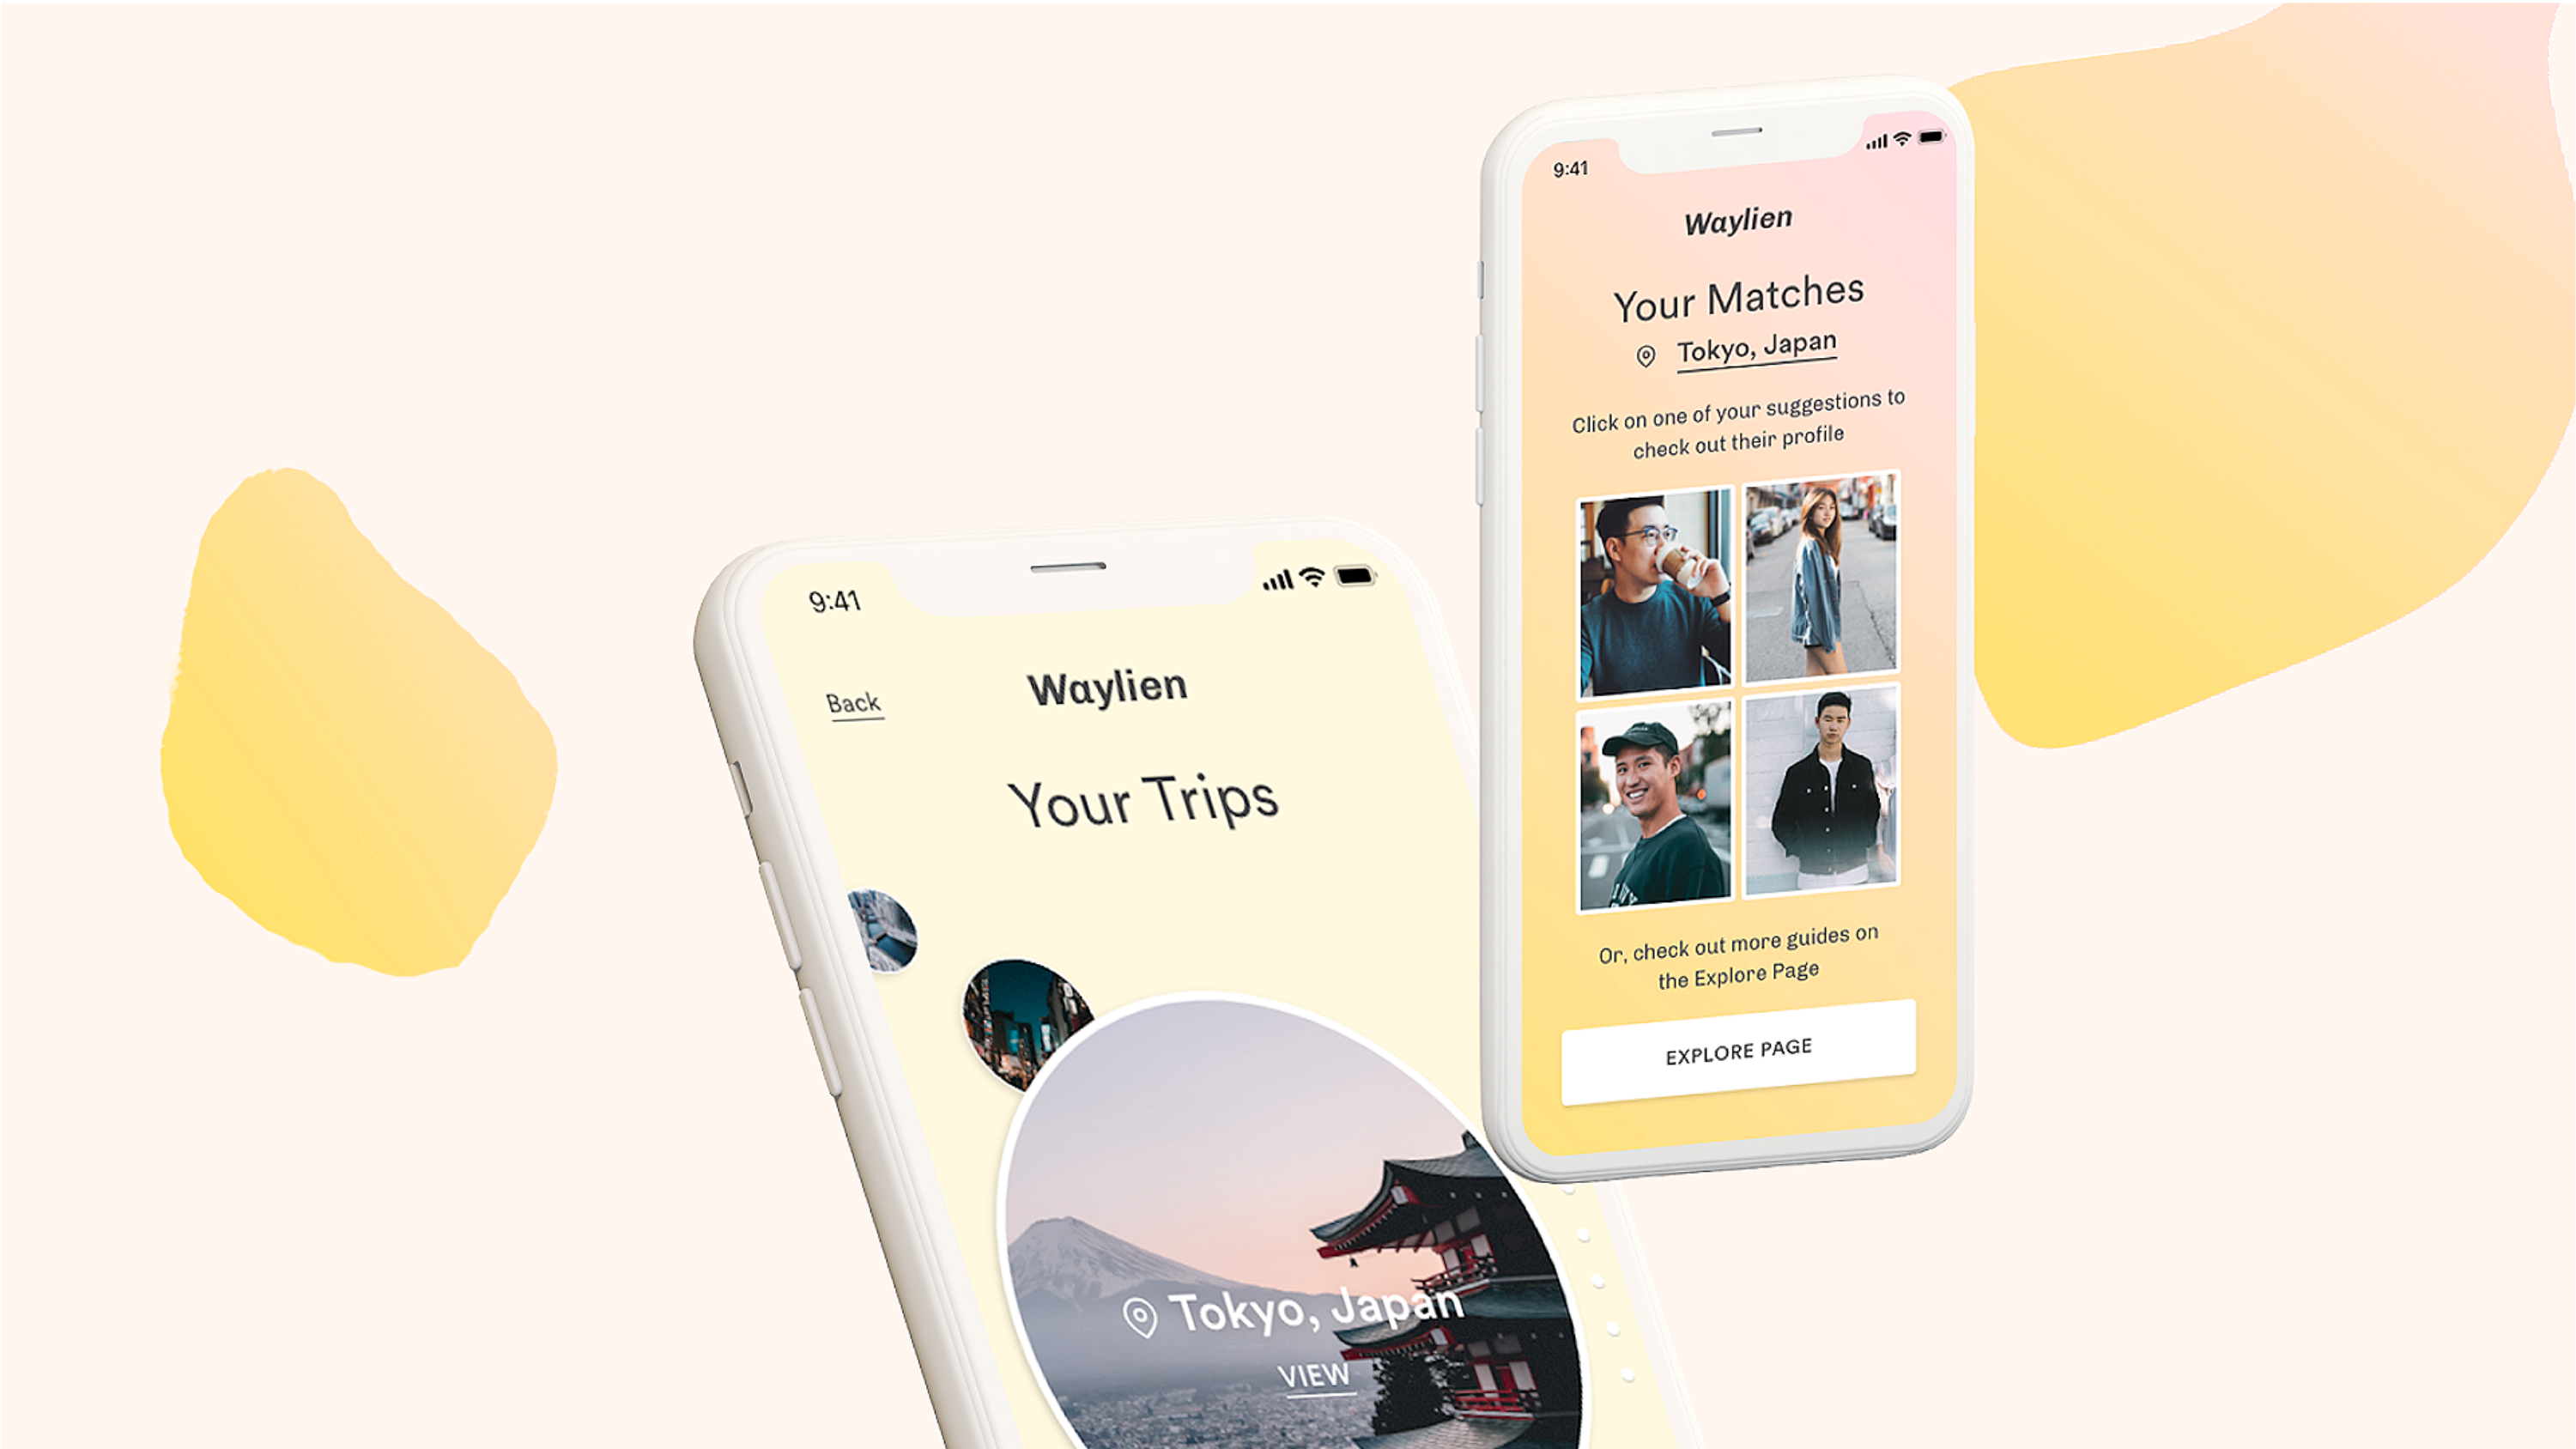 9:41
Back
Waylien
Your Trips
Tokyo, Japan
VIEW
9:41
Waylien
Your Matches
Tokyo, Japan
Click on one of your suggestions to
check out their profile
Or, check out more guides on
the Explore Page
EXPLORE PAGE